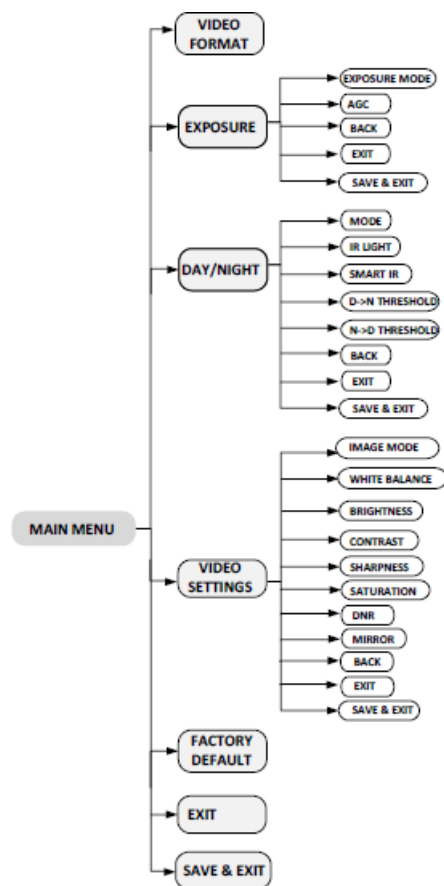 VIDEO
FORMAT
EXPOSURE MODE
AGC
EXPOSURE
BACK
EXIT
SAVE & EXIT
MODE
IR LIGHT
DAY/NIGHT
SMART IR
D->N THRESHOLD
N->D THRESHOLD
BACK
EXIT
SAVE & EXIT
IMAGE MODE
WHITE BALANCE
BRIGHTNESS
MAIN MENU
CONTRAST
VIDEO
SETTINGS
SHARPNESS
SATURATION
DNR
MIRROR
BACK
EXIT
SAVE & EXIT
FACTORY
DEFAULT
EXIT
SAVE & EXIT